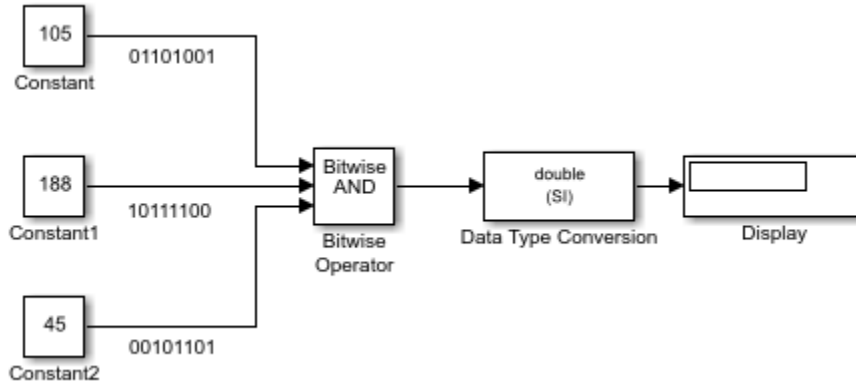 105
01101001
Constant
188
10111100
Constant1
45
00101101
Constant2
Bitwise
AND
Bitwise
Operator
double
(SI)
Data Type Conversion
Display